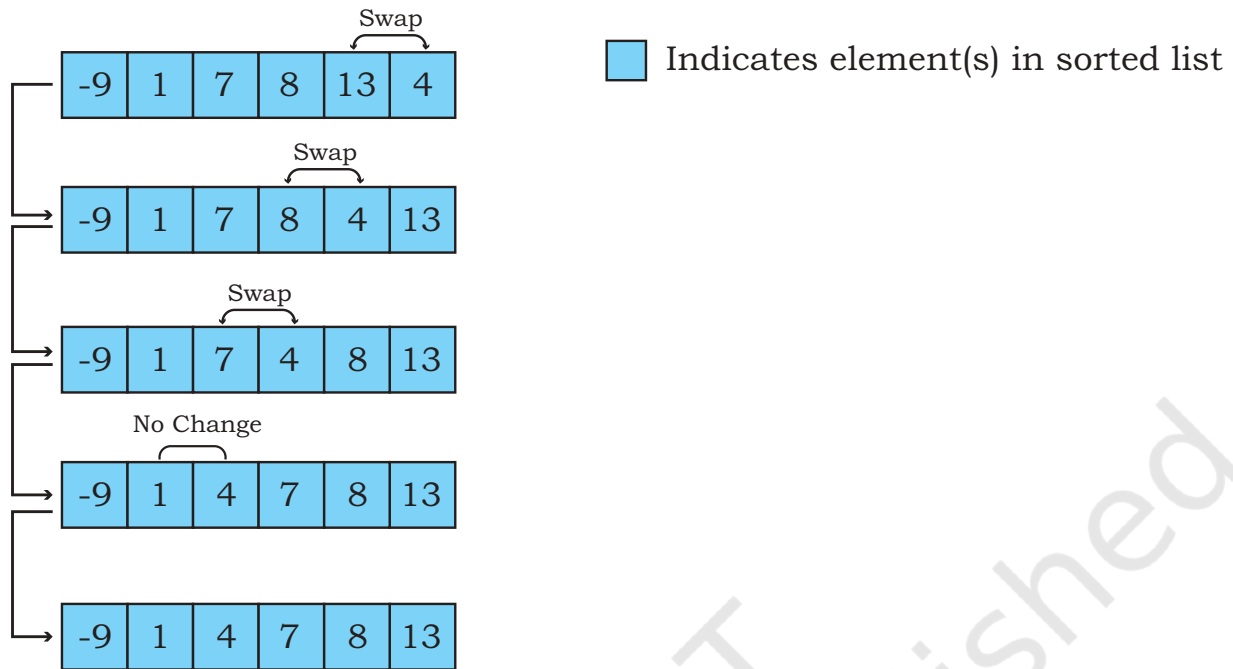 Swap
-9 1 7 8 13 4
Indicates element(s) in sorted list
Swap
-9 1 7 8 4 13
Swap
-9 1 7 4 8 13
No Change
-9 1 4 7 8 13
-9 1 4 7 8 13